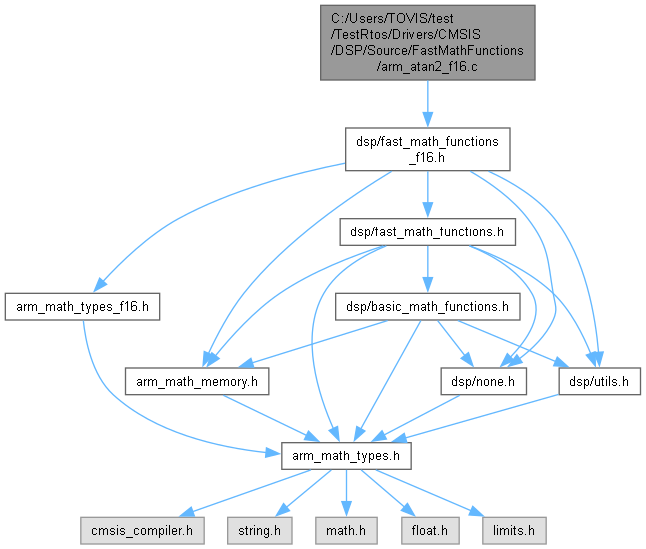 C:/Users/TOVIS/test
/TestRtos/Drivers/CMSIS
/DSP/Source/FastMathFunctions
/arm_atan2_f16.c
dsp/fast_math_functions
_f16.h
dsp/fast_math_functions.h
arm_math_types_f16.h
dsp/basic_math_functions.h
arm_math_memory.h
dsp/none.h
dsp/utils.h
arm_math_types.h
cmsis_compiler.h
string.h
math.h
float.h
limits.h